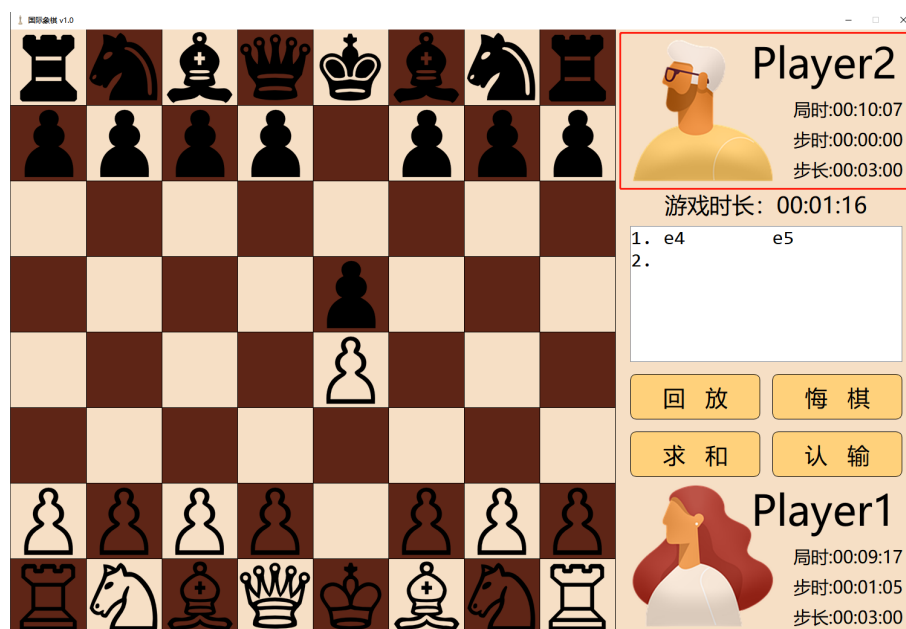 国际象棋 v1.0
Player2
局时:00:10:07
步时:00:00:00
步长:00:03:00
游戏时长：00:01:16
1. e4 e5
2.
回 放
悔 棋
求 和
认 输
Player1
局时:00:09:17
步时:00:01:05
步长:00:03:00